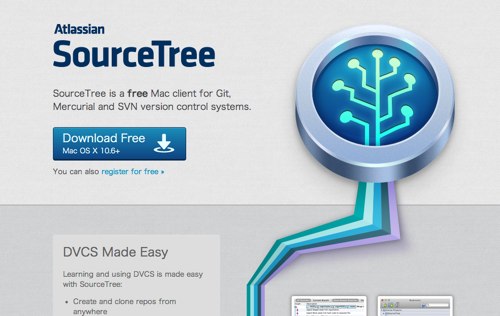 Atlassian
SourceTree
SourceTree is a free Mac client for Git,
Mercurial and SVN version control systems.
Download Free
Mac OS X 10.6+
You can also register for free ▸
DVCS Made Easy
Learning and using DVCS is made easy
with SourceTree:
• Create and clone repos from
anywhere